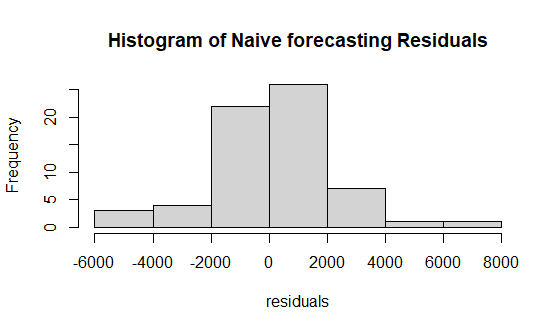 Histogram of Naive forecasting Residuals
Frequency
20
10
5
0
-6000 -4000 -2000 0 2000 4000 6000 8000
residuals